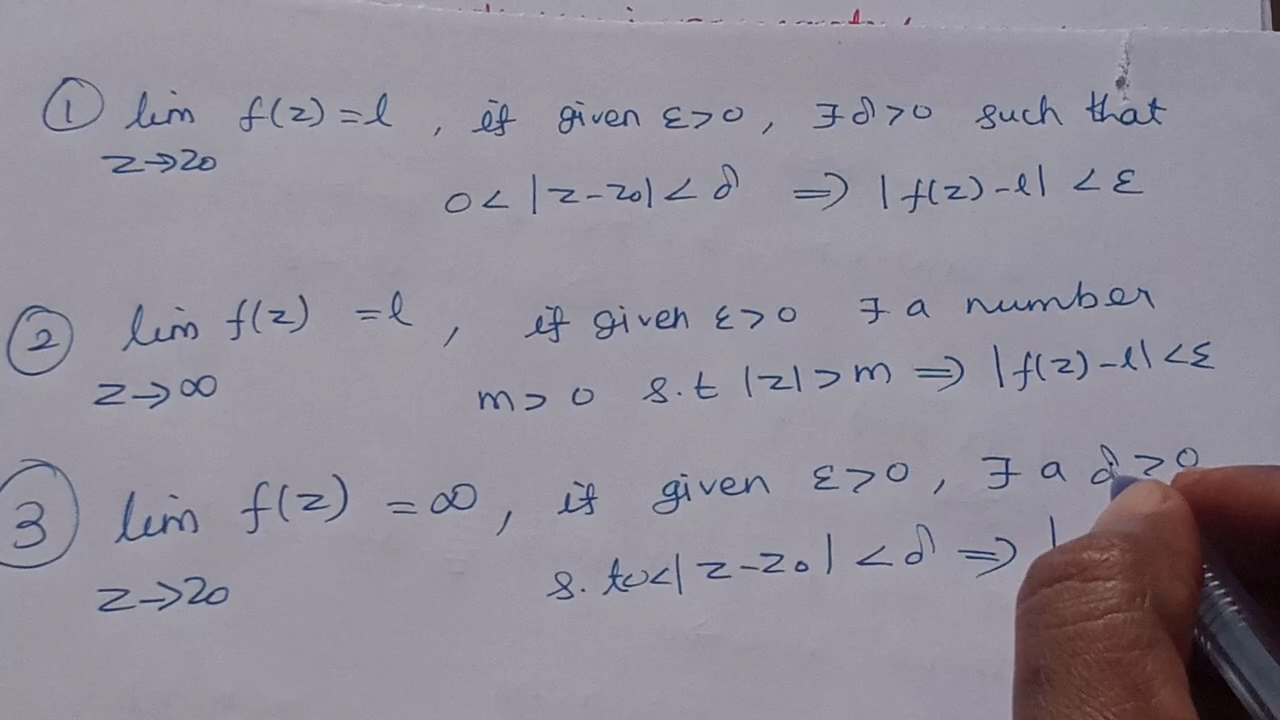 ① lim f(z) = l , if given ε>0, ∃ δ>0 such that
z→z0
0 < |z-z0| < δ ⇒ |f(z)-l| < ε
② lim f(z) = l , if given ε>0 ∃ a number
z→∞
m>0 s.t |z|>m ⇒ |f(z)-l| < ε
③ lim f(z) = ∞ , if given ε>0, ∃ a δ>0
z→z0
s.t 0<|z-z0| < δ ⇒ |